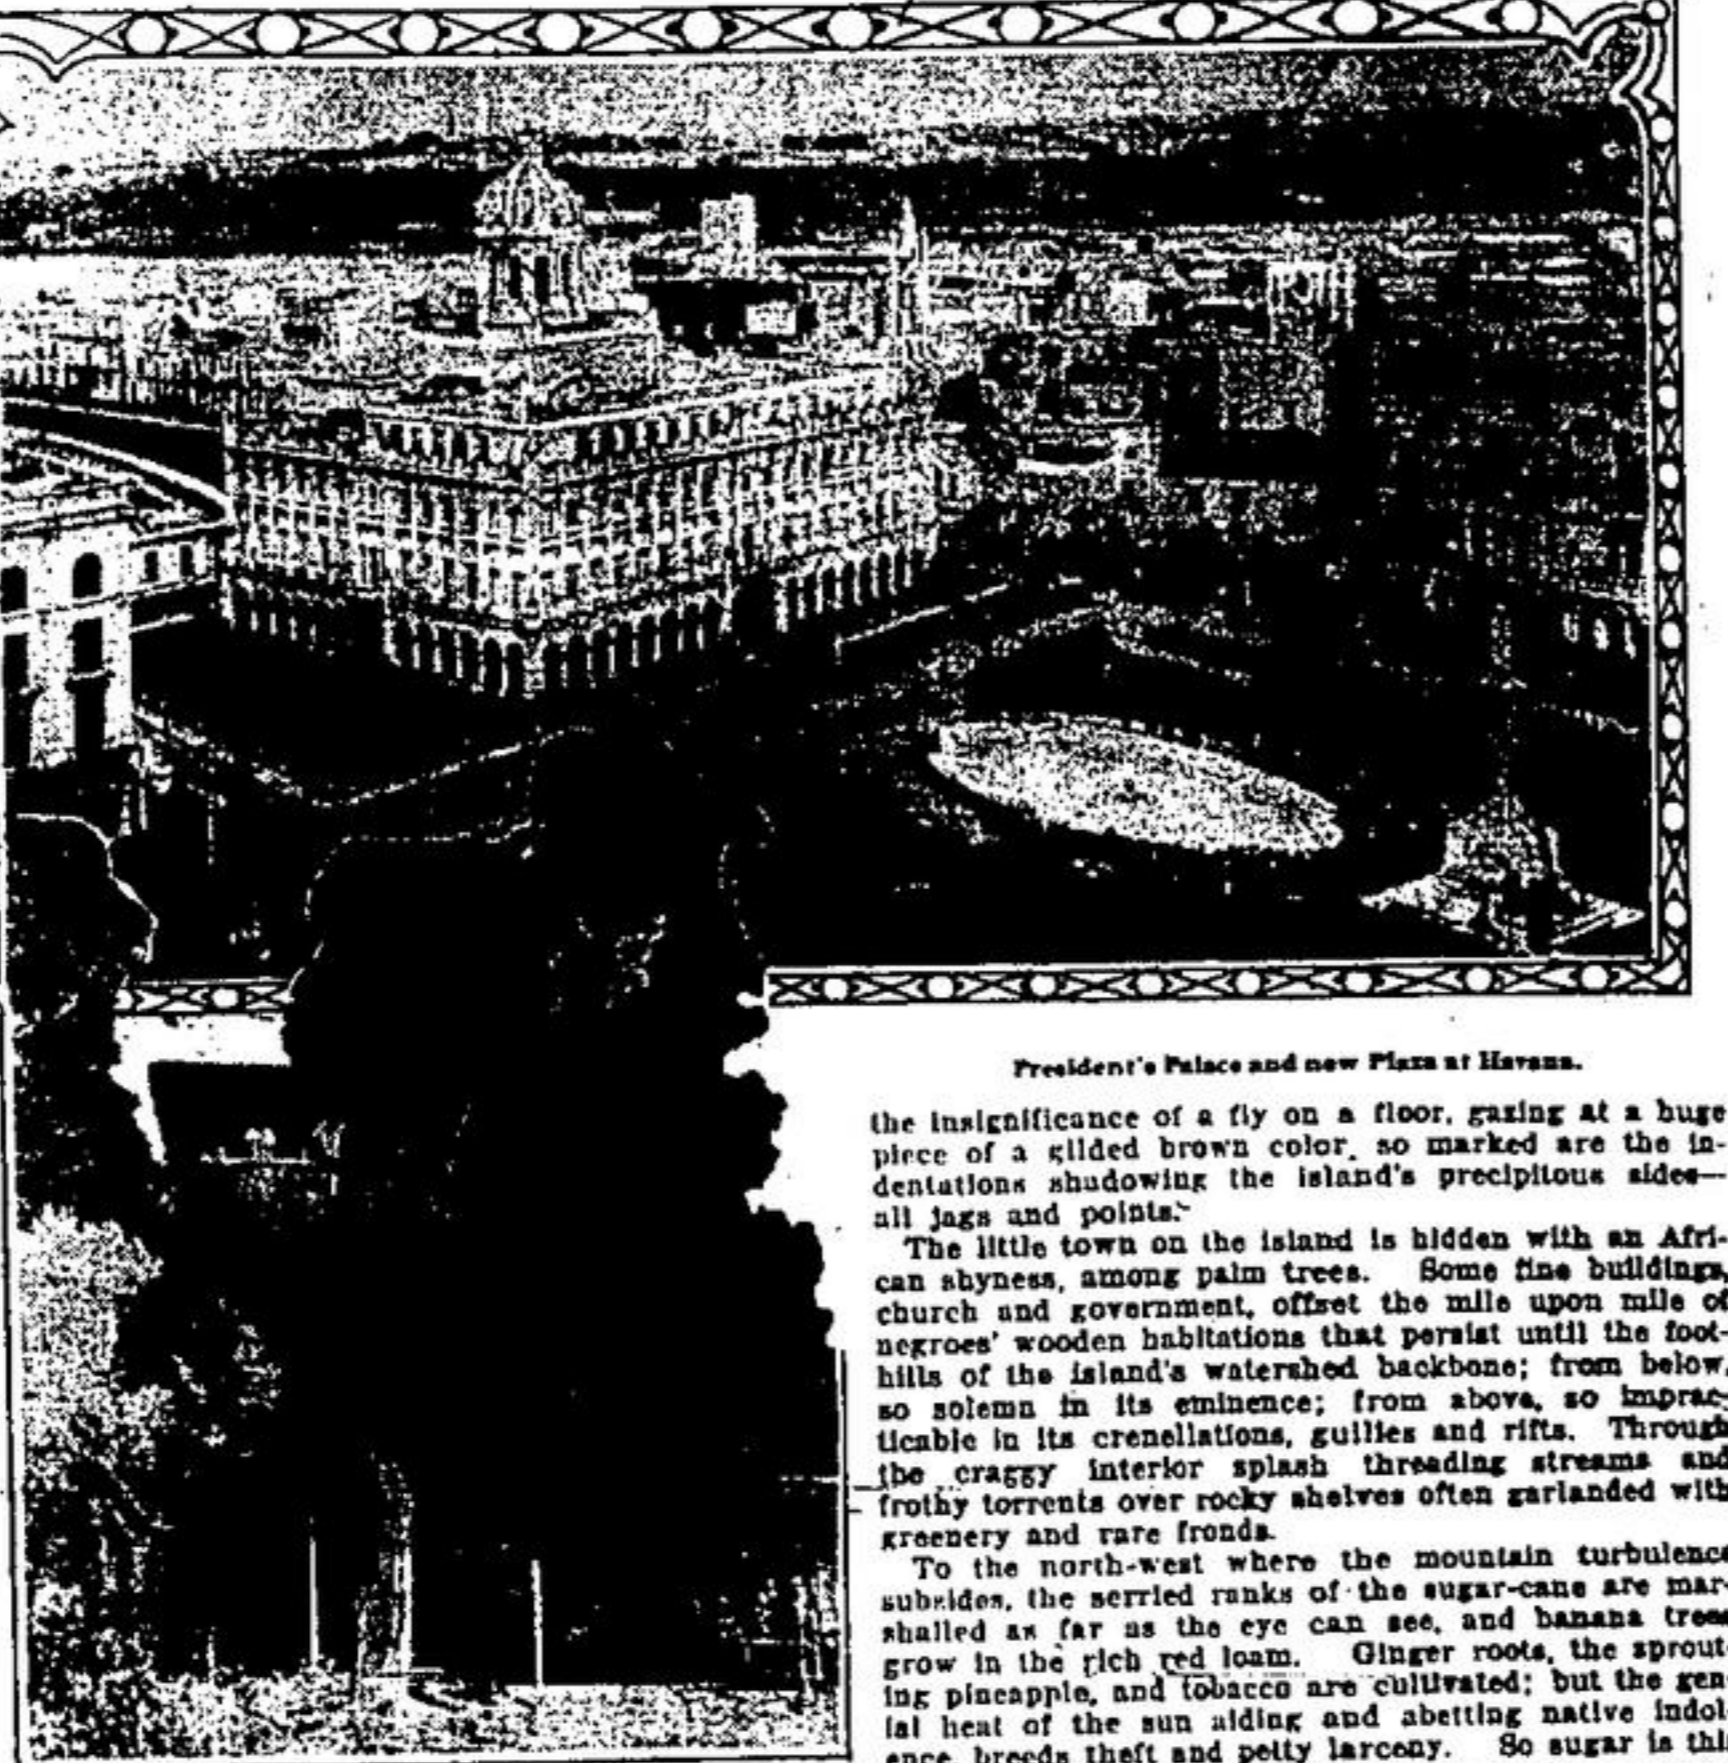 President's Palace and new Plaza at Havana.
the insignificance of a fly on a floor, gazing at a huge
piece of a gilded brown color, so marked are the in-
dentations shadowing the island's precipitous sides—
all jags and points.
The little town on the island is hidden with an Afri-
can shyness, among palm trees. Some fine buildings,
church and government, offset the mile upon mile of
negroes' wooden habitations that persist until the foot-
hills of the island's watershed backbone; from below,
so solemn in its eminence; from above, so imprac-
ticable in its crenellations, gullies and rifts. Through
the craggy interior splash threading streams and
frothy torrents over rocky shelves often garlanded with
greenery and rare fronds.
To the north-west where the mountain turbulence
subsides, the serried ranks of the sugar-cane are mar-
shalled as far as the eye can see, and banana trees
grow in the rich red loam. Ginger roots, the sprout-
ing pineapple, and tobacco are cultivated; but the gen-
ial heat of the sun aiding and abetting native indol-
ence, breeds theft and petty larceny. So sugar is